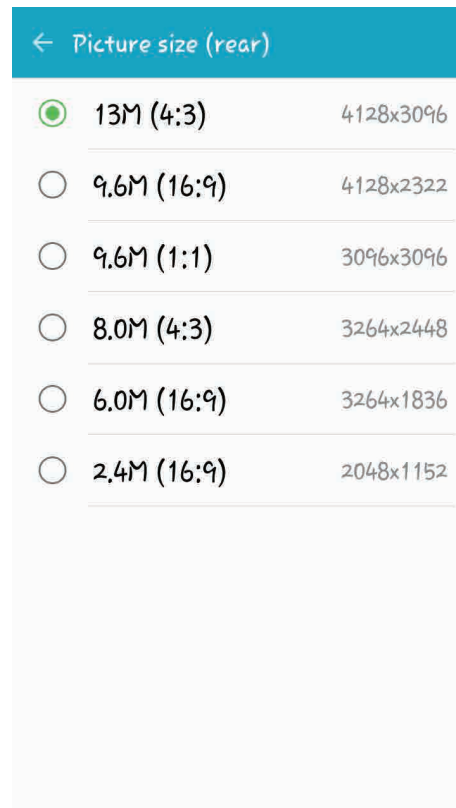 Picture size (rear)
13M (4:3) 4128x3096
9.6M (16:9) 4128x2322
9.6M (1:1) 3096x3096
8.0M (4:3) 3264x2448
6.0M (16:9) 3264x1836
2.4M (16:9) 2048x1152